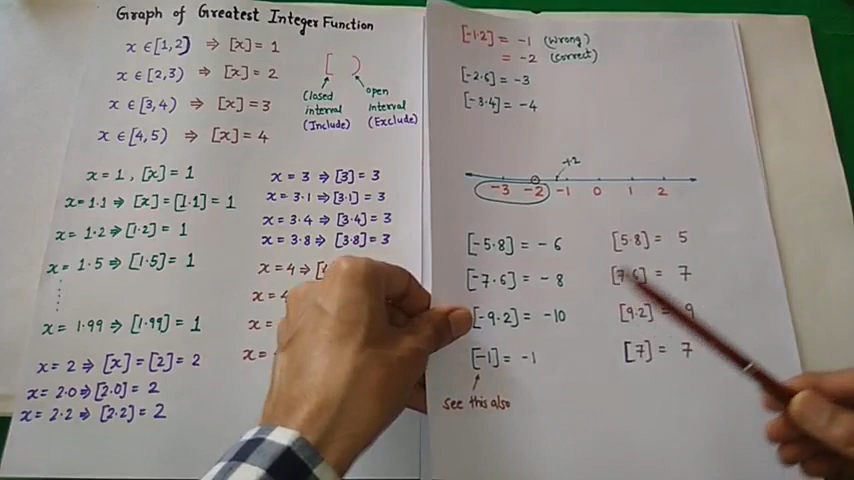 Graph of Greatest Integer Function
x ∈ [1,2) ⇒ [x] = 1
x ∈ [2,3) ⇒ [x] = 2
x ∈ [3,4) ⇒ [x] = 3
x ∈ [4,5) ⇒ [x] = 4
[ )
closed interval (Include)
open interval (Exclude)
x = 1 , [x] = 1
x = 1.1 ⇒ [x] = [1.1] = 1
x = 1.2 ⇒ [1.2] = 1
x = 1.5 ⇒ [1.5] = 1
x = 1.99 ⇒ [1.99] = 1
x = 2 ⇒ [x] = [2] = 2
x = 2.0 ⇒ [2.0] = 2
x = 2.2 ⇒ [2.2] = 2
x = 3 ⇒ [3] = 3
x = 3.1 ⇒ [3.1] = 3
x = 3.4 ⇒ [3.4] = 3
x = 3.8 ⇒ [3.8] = 3
x = 4 ⇒
x =
x =
x =
[-1.2] = -1 (wrong)
= -2 (correct)
[-2.6] = -3
[-3.4] = -4
-3 -2 -1 0 1 2
[-5.8] = -6
[-7.6] = -8
[-9.2] = -10
[-1] = -1
see this also
[5.8] = 5
[7.6] = 7
[9.2] = 9
[7] = 7